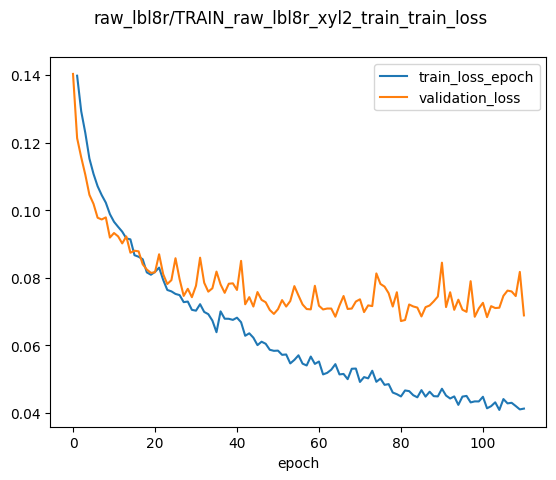 raw_lbl8r/TRAIN_raw_lbl8r_xyl2_train_train_loss
train_loss_epoch
validation_loss
0.14
0.12
0.10
0.08
0.06
0.04
0 20 40 60 80 100
epoch